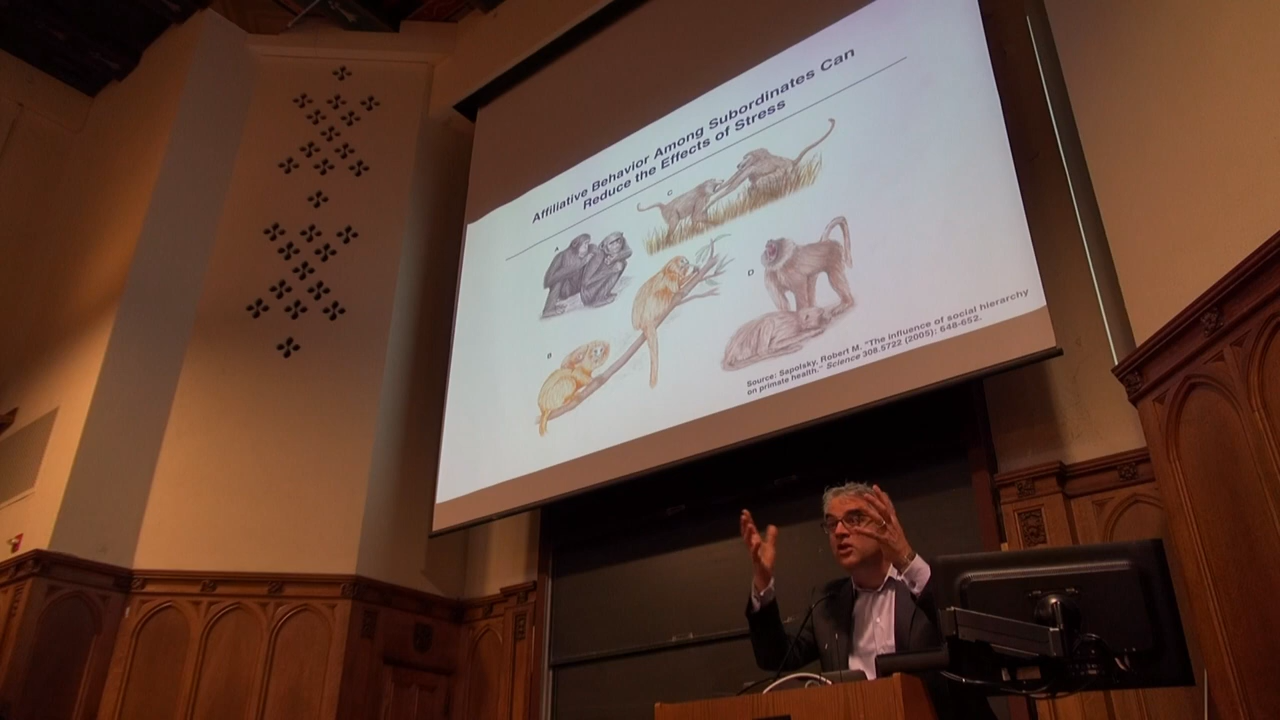 Affiliative Behavior Among Subordinates Can
Reduce the Effects of Stress
C
A
D
B
Source: Sapolsky, Robert M. "The influence of social hierarchy
on primate health." Science 308.5722 (2005): 648-652.